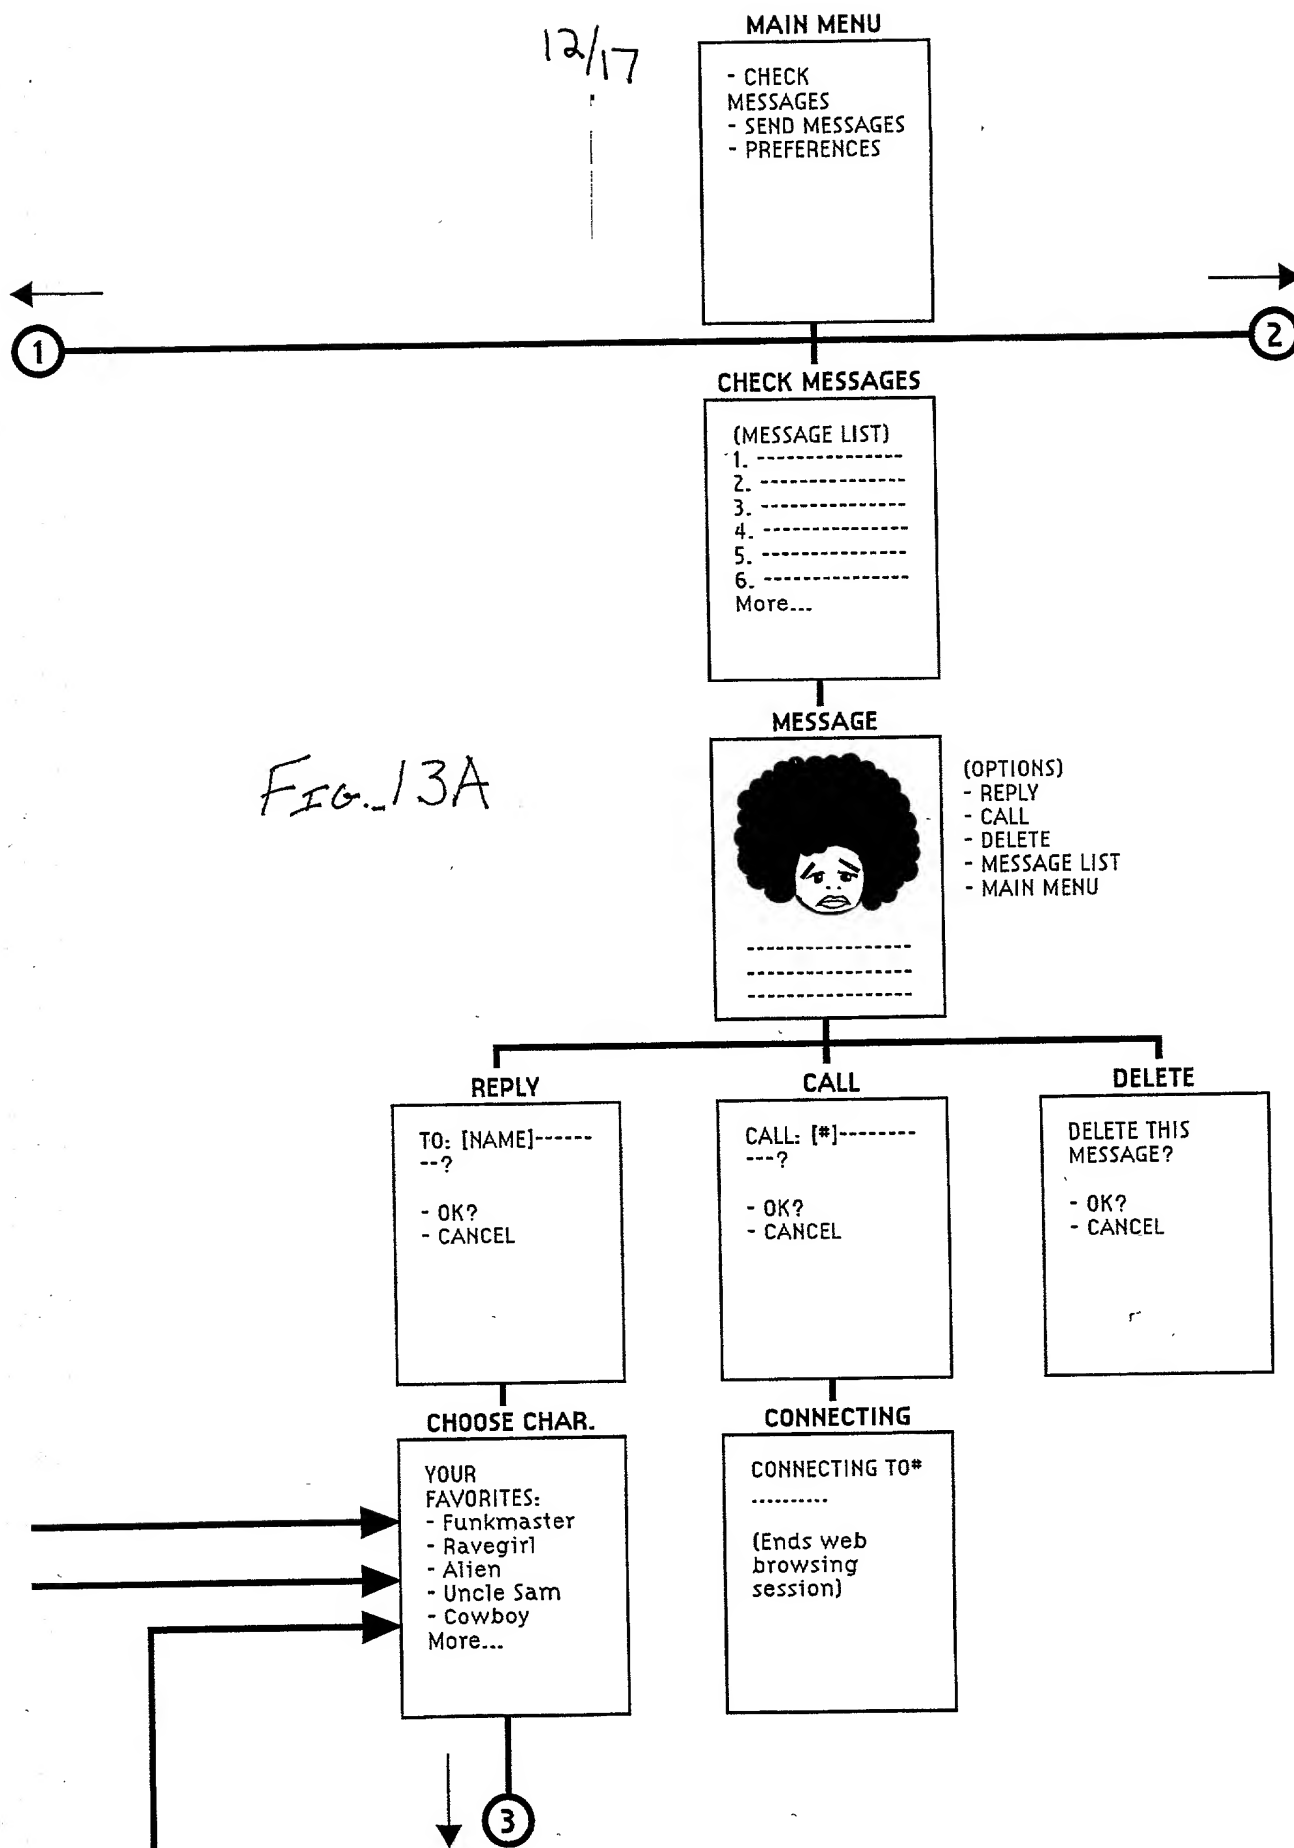 12/17
MAIN MENU
- CHECK
MESSAGES
- SEND MESSAGES
- PREFERENCES
1
2
CHECK MESSAGES
(MESSAGE LIST)
1. ---------------
2. ---------------
3. ---------------
4. ---------------
5. ---------------
6. ---------------
More...
MESSAGE
FIG._13A
(OPTIONS)
- REPLY
- CALL
- DELETE
- MESSAGE LIST
- MAIN MENU
-----------------
-----------------
-----------------
REPLY
TO: [NAME]------
--?
- OK?
- CANCEL
CALL
CALL: [#]--------
---?
- OK?
- CANCEL
DELETE
DELETE THIS
MESSAGE?
- OK?
- CANCEL
CHOOSE CHAR.
YOUR
FAVORITES:
- Funkmaster
- Ravegirl
- Alien
- Uncle Sam
- Cowboy
More...
CONNECTING
CONNECTING TO#
----------
(Ends web
browsing
session)
3